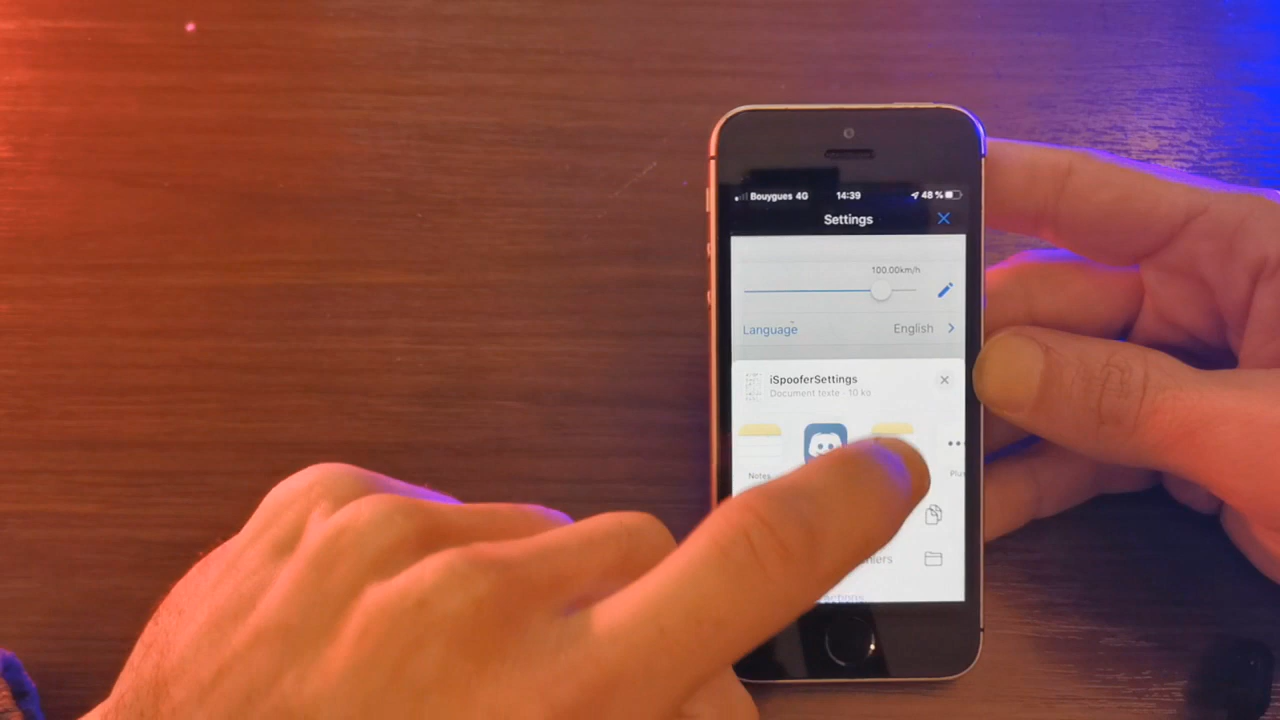 Bouygues 4G 14:39 48 %
Settings
100.00km/h
Language English
iSpooferSettings
Document texte · 10 ko
Notes